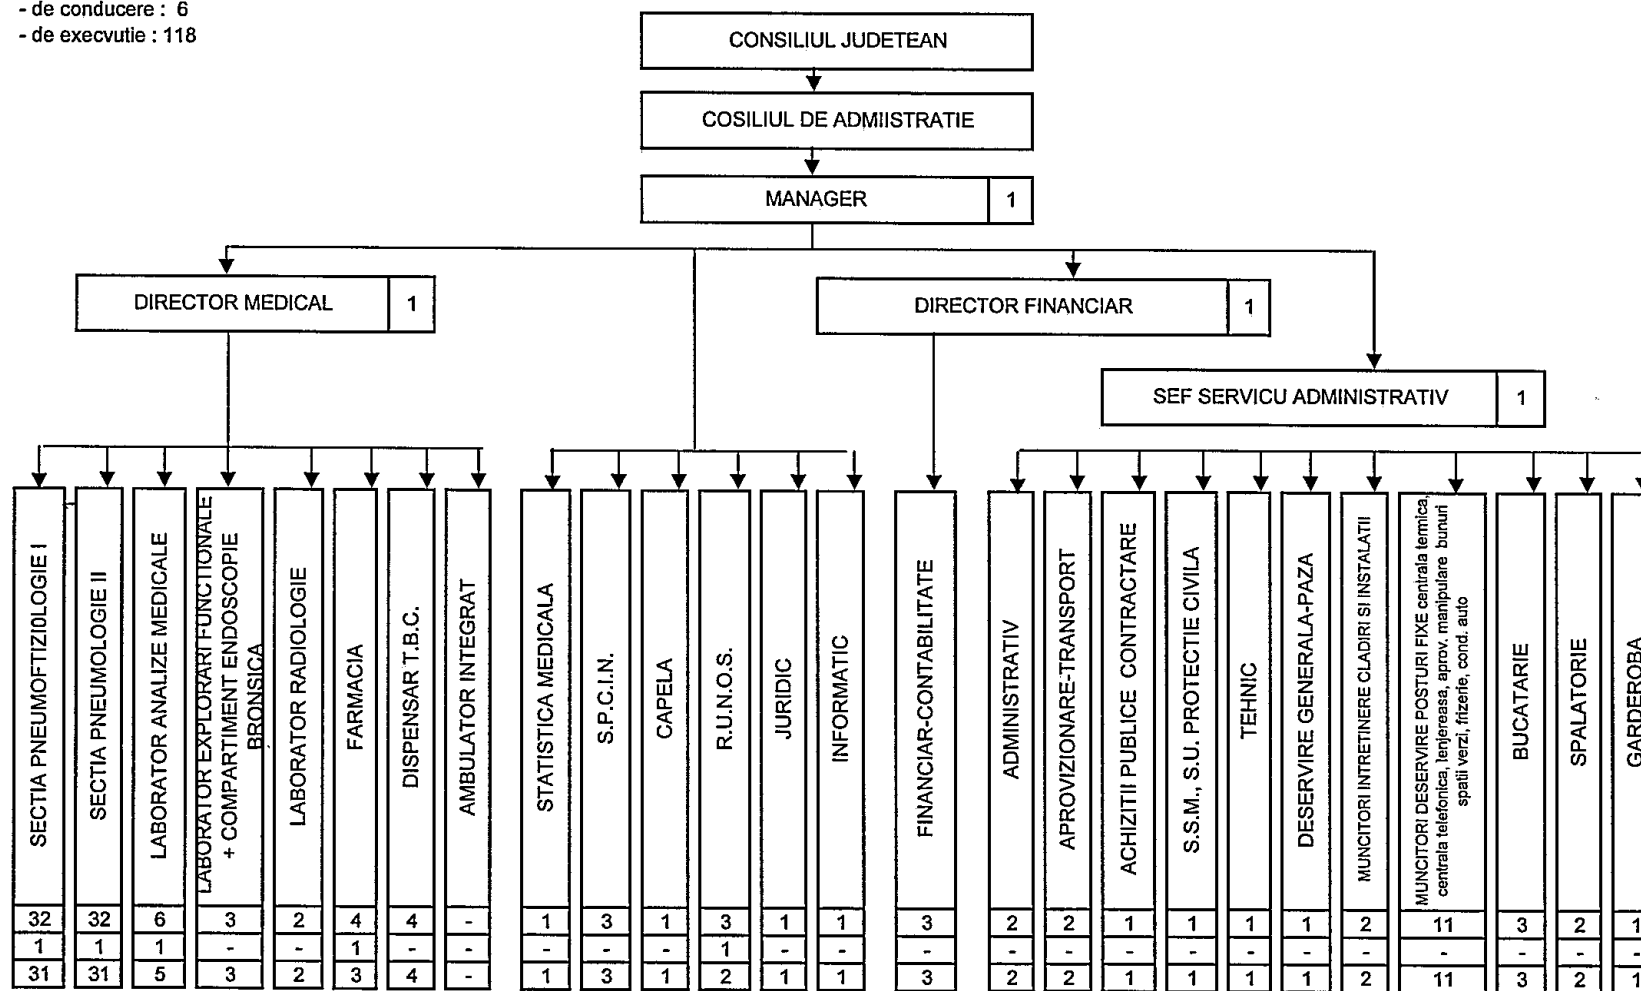 - de conducere : 6
- de execvutie : 118
CONSILIUL JUDETEAN
COSILIUL DE ADMIISTRATIE
MANAGER 1
DIRECTOR MEDICAL 1
DIRECTOR FINANCIAR 1
SEF SERVICU ADMINISTRATIV 1
SECTIA PNEUMOFTIZIOLOGIE I
SECTIA PNEUMOLOGIE II
LABORATOR ANALIZE MEDICALE
LABORATOR EXPLORARI FUNCTIONALE
+ COMPARTIMENT ENDOSCOPIE
BRONSICA
LABORATOR RADIOLOGIE
FARMACIA
DISPENSAR T.B.C.
AMBULATOR INTEGRAT
STATISTICA MEDICALA
S.P.C.I.N.
CAPELA
R.U.N.O.S.
JURIDIC
INFORMATIC
FINANCIAR-CONTABILITATE
ADMINISTRATIV
APROVIZIONARE-TRANSPORT
ACHIZITII PUBLICE CONTRACTARE
S.S.M., S.U. PROTECTIE CIVILA
TEHNIC
DESERVIRE GENERALA-PAZA
MUNCITORI INTRETINERE CLADIRI SI INSTALATII
MUNCITORI DESERVIRE POSTURI FIXE centrala temica,
centrala telefonica, lenjereasa, aprov. manipulare bunuri
spatii verzi, frizerie, cond. auto
BUCATARIE
SPALATORIE
GARDEROBA
32 32 6 3 2 4 4 - 1 3 1 3 1 1 3 2 2 1 1 1 1 2 11 3 2 1
1 1 1 - - 1 - - - - - 1 - - - - - - - - - - - - - -
31 31 5 3 2 3 4 - 1 3 1 2 1 1 3 2 2 1 1 1 1 2 11 3 2 1